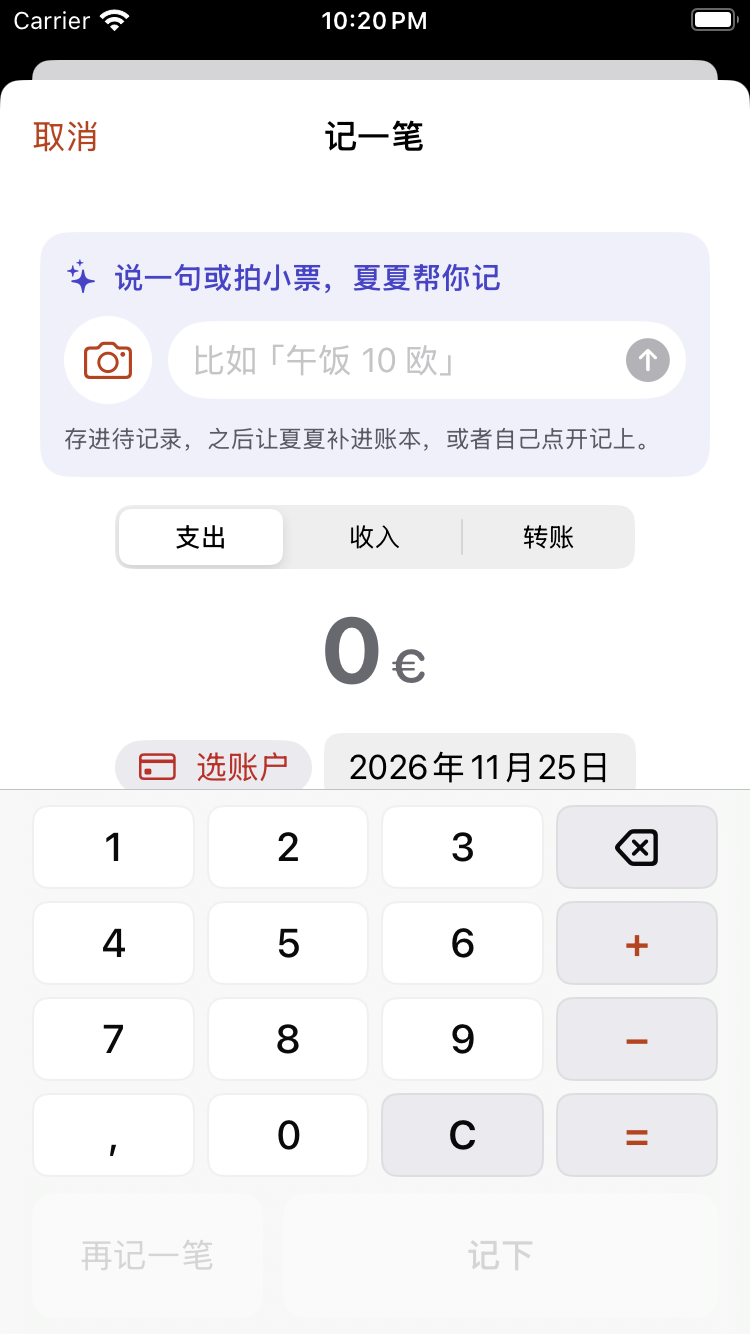 Carrier 10:20 PM
取消 记一笔
说一句或拍小票，夏夏帮你记
比如「午饭 10 欧」
存进待记录，之后让夏夏补进账本，或者自己点开记上。
支出 收入 转账
0 €
选账户 2026年11月25日
1 2 3
4 5 6 +
7 8 9 −
, 0 C =
再记一笔 记下